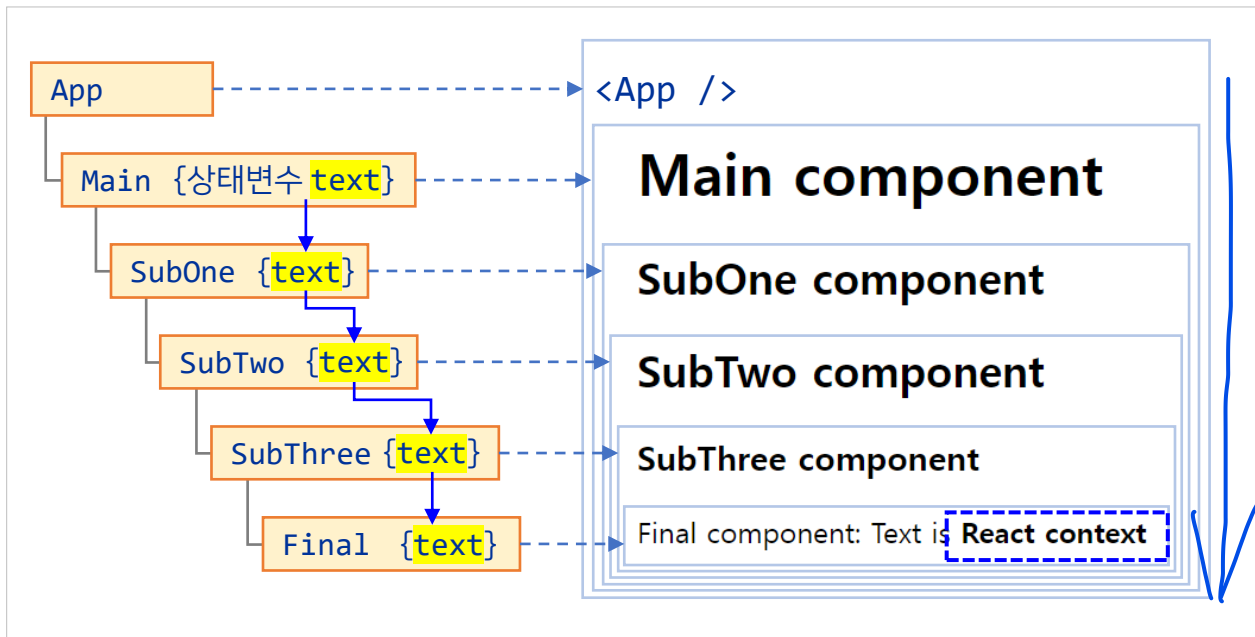 App
<App />
Main {상태변수 text}
Main component
SubOne {text}
SubOne component
SubTwo {text}
SubTwo component
SubThree {text}
SubThree component
Final {text}
Final component: Text is React context